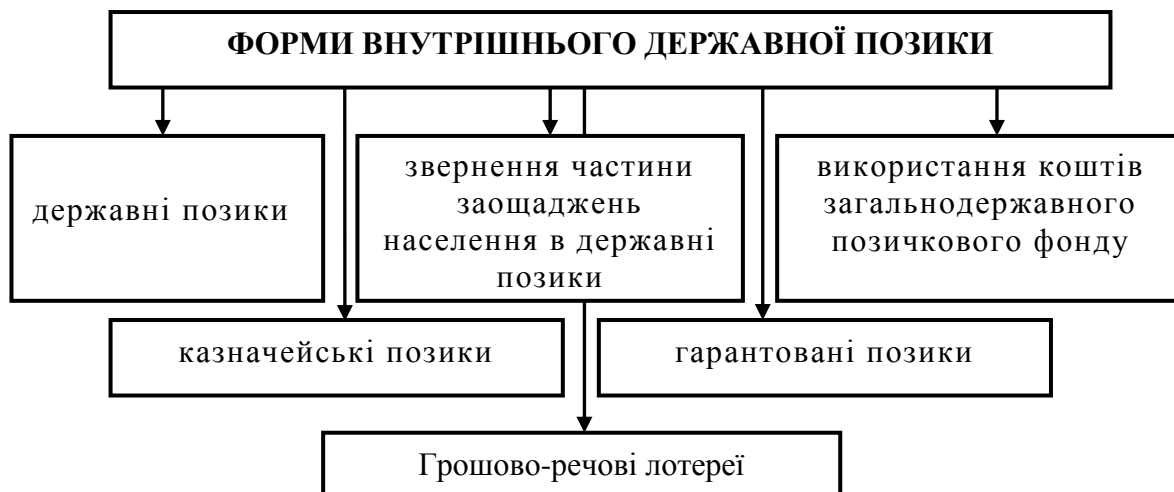 ФОРМИ ВНУТРІШНЬОГО ДЕРЖАВНОЇ ПОЗИКИ
державні позики
звернення частини
заощаджень
населення в державні
позики
використання коштів
загальнодержавного
позичкового фонду
казначейські позики
гарантовані позики
Грошово-речові лотереї